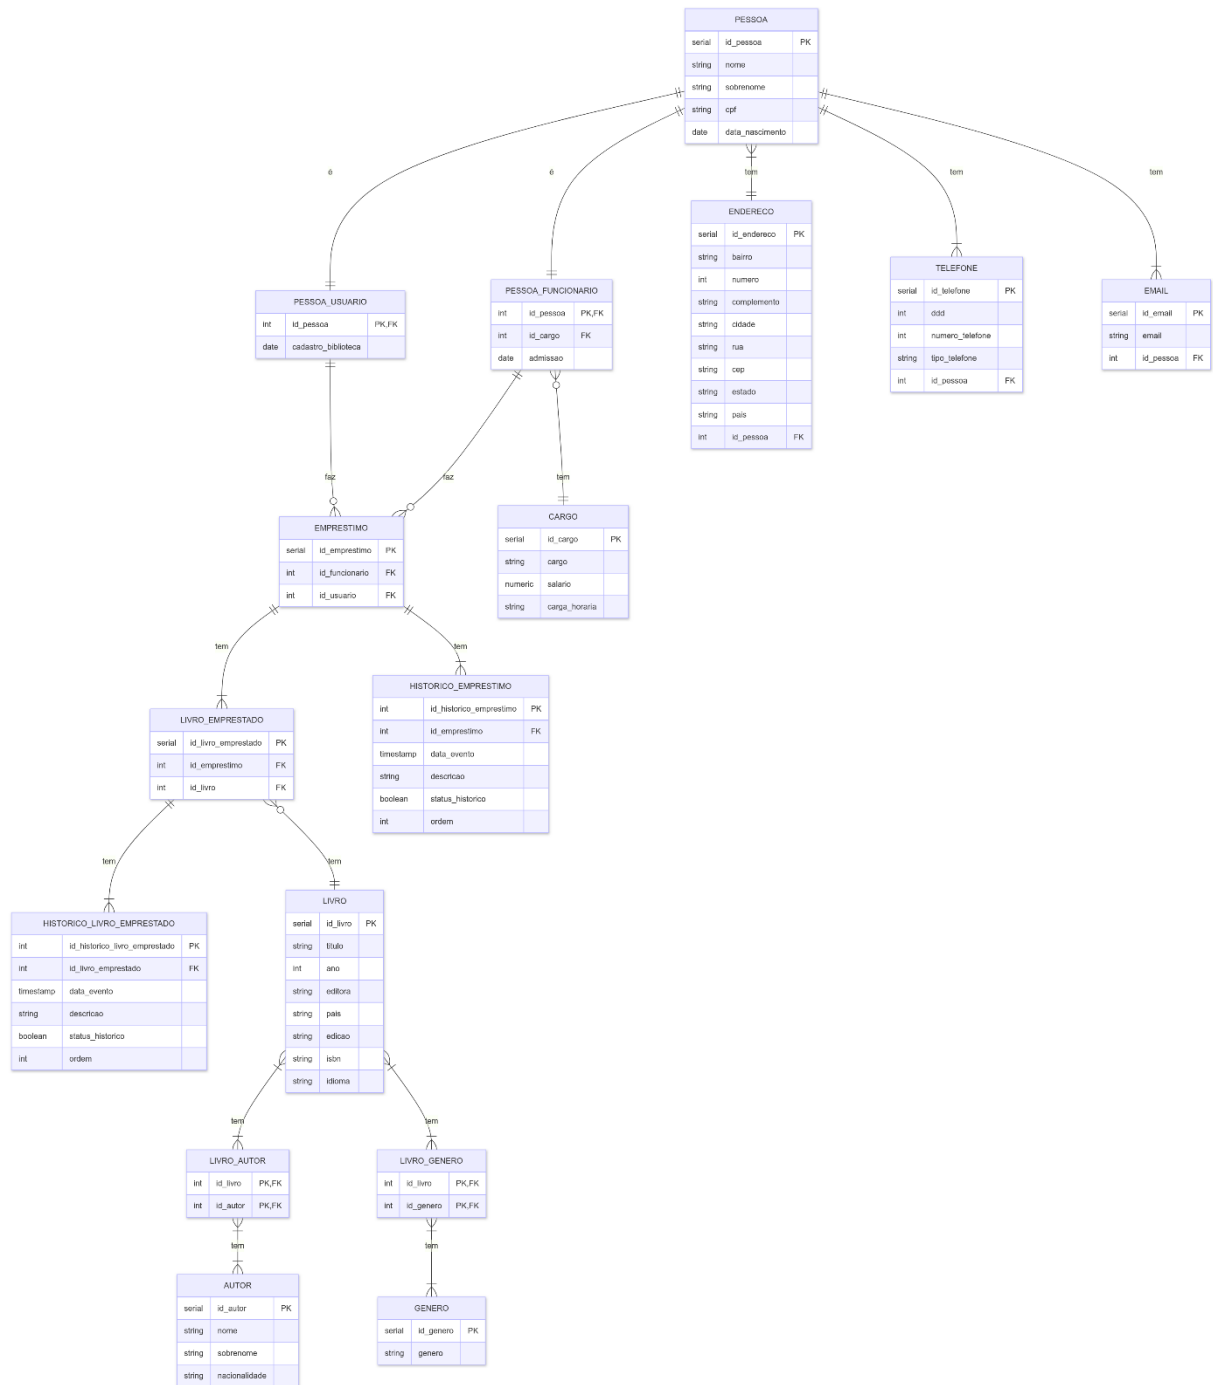 PESSOA
serial id_pessoa PK
string nome
string sobrenome
string cpf
date data_nascimento
é
é
tem
tem
tem
ENDERECO
serial id_endereco PK
string bairro
int numero
string complemento
string cidade
string rua
string cep
string estado
string pais
int id_pessoa FK
TELEFONE
serial id_telefone PK
int ddd
int numero_telefone
string tipo_telefone
int id_pessoa FK
EMAIL
serial id_email PK
string email
int id_pessoa FK
PESSOA_USUARIO
int id_pessoa PK,FK
date cadastro_biblioteca
PESSOA_FUNCIONARIO
int id_pessoa PK,FK
int id_cargo FK
date admissao
faz
faz
tem
EMPRESTIMO
serial id_emprestimo PK
int id_funcionario FK
int id_usuario FK
CARGO
serial id_cargo PK
string cargo
numeric salario
string carga_horaria
tem
tem
HISTORICO_EMPRESTIMO
int id_historico_emprestimo PK
int id_emprestimo FK
timestamp data_evento
string descricao
boolean status_historico
int ordem
LIVRO_EMPRESTADO
serial id_livro_emprestado PK
int id_emprestimo FK
int id_livro FK
tem
tem
HISTORICO_LIVRO_EMPRESTADO
int id_historico_livro_emprestado PK
int id_livro_emprestado FK
timestamp data_evento
string descricao
boolean status_historico
int ordem
LIVRO
serial id_livro PK
string titulo
int ano
string editora
string pais
string edicao
string isbn
string idioma
tem
tem
LIVRO_AUTOR
int id_livro PK,FK
int id_autor PK,FK
LIVRO_GENERO
int id_livro PK,FK
int id_genero PK,FK
tem
tem
AUTOR
serial id_autor PK
string nome
string sobrenome
string nacionalidade
GENERO
serial id_genero PK
string genero